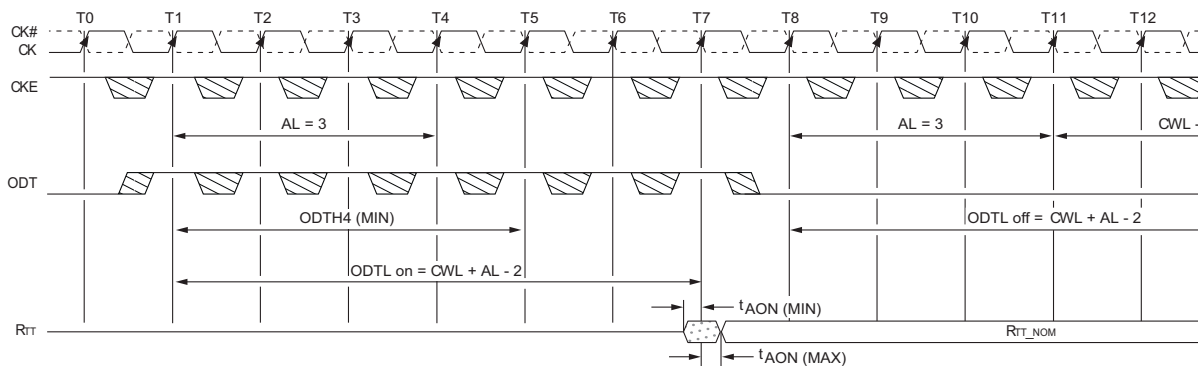 T0 T1 T2 T3 T4 T5 T6 T7 T8 T9 T10 T11 T12
CK#
CK
CKE
AL = 3 AL = 3 CWL -
ODT
ODTH4 (MIN) ODTL off = CWL + AL - 2
ODTL on = CWL + AL - 2
tAON (MIN)
RTT RTT_NOM
tAON (MAX)